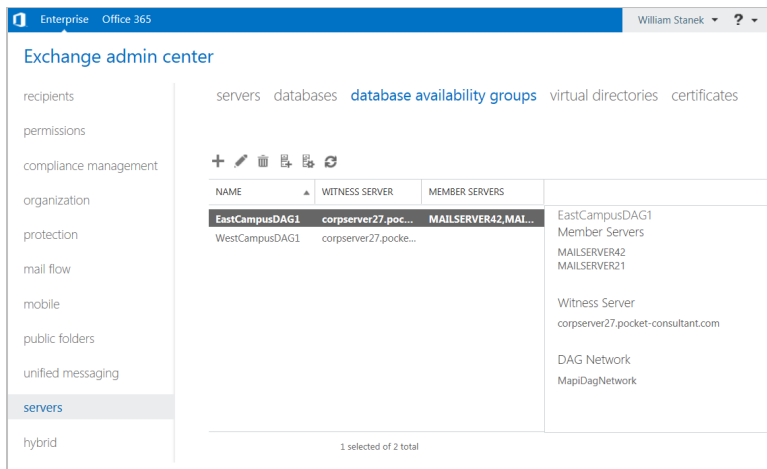 Enterprise Office 365
William Stanek ?
Exchange admin center
recipients
permissions
compliance management
organization
protection
mail flow
mobile
public folders
unified messaging
servers
hybrid
servers databases database availability groups virtual directories certificates
NAME WITNESS SERVER MEMBER SERVERS
EastCampusDAG1 corpserver27.poc... MAILSERVER42,MAI...
WestCampusDAG1 corpserver27.pocke...
1 selected of 2 total
EastCampusDAG1
Member Servers
MAILSERVER42
MAILSERVER21
Witness Server
corpserver27.pocket-consultant.com
DAG Network
MapiDagNetwork